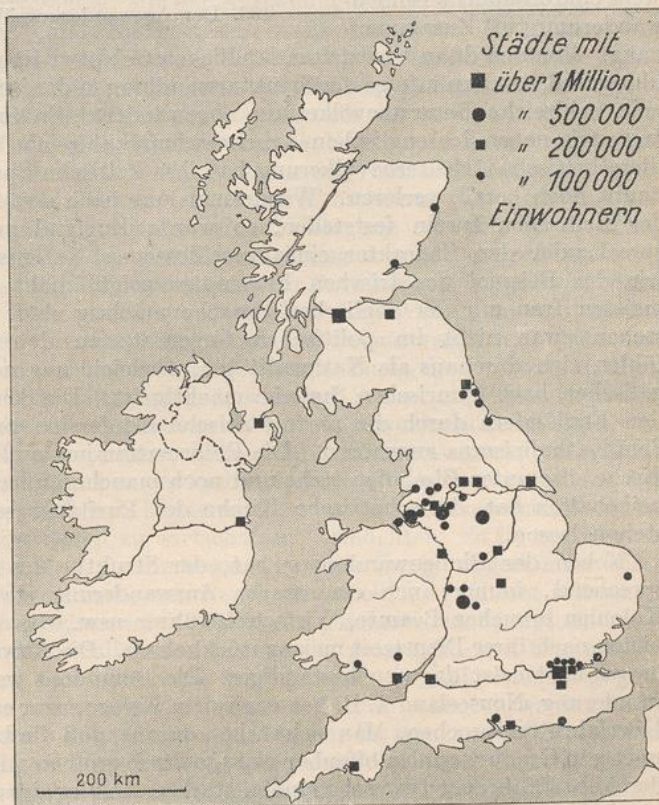 Städte mit
über 1 Million
„ 500 000
„ 200 000
„ 100 000
Einwohnern
200 km